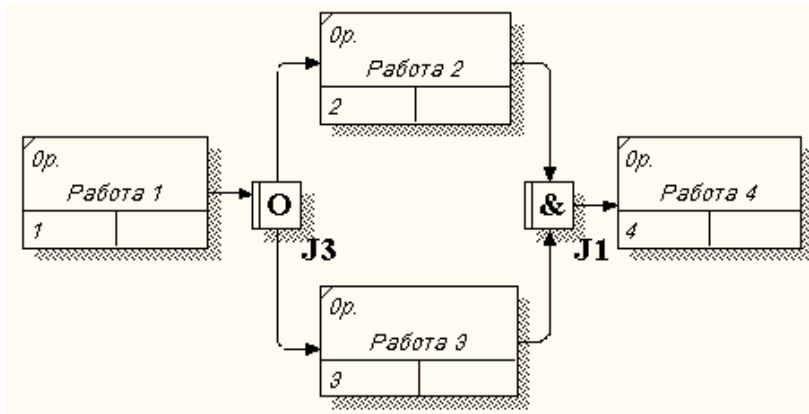 0р.
Работа 2
2
0р.
Работа 1
1
O
J3
&
J1
0р.
Работа 4
4
0р.
Работа 3
3